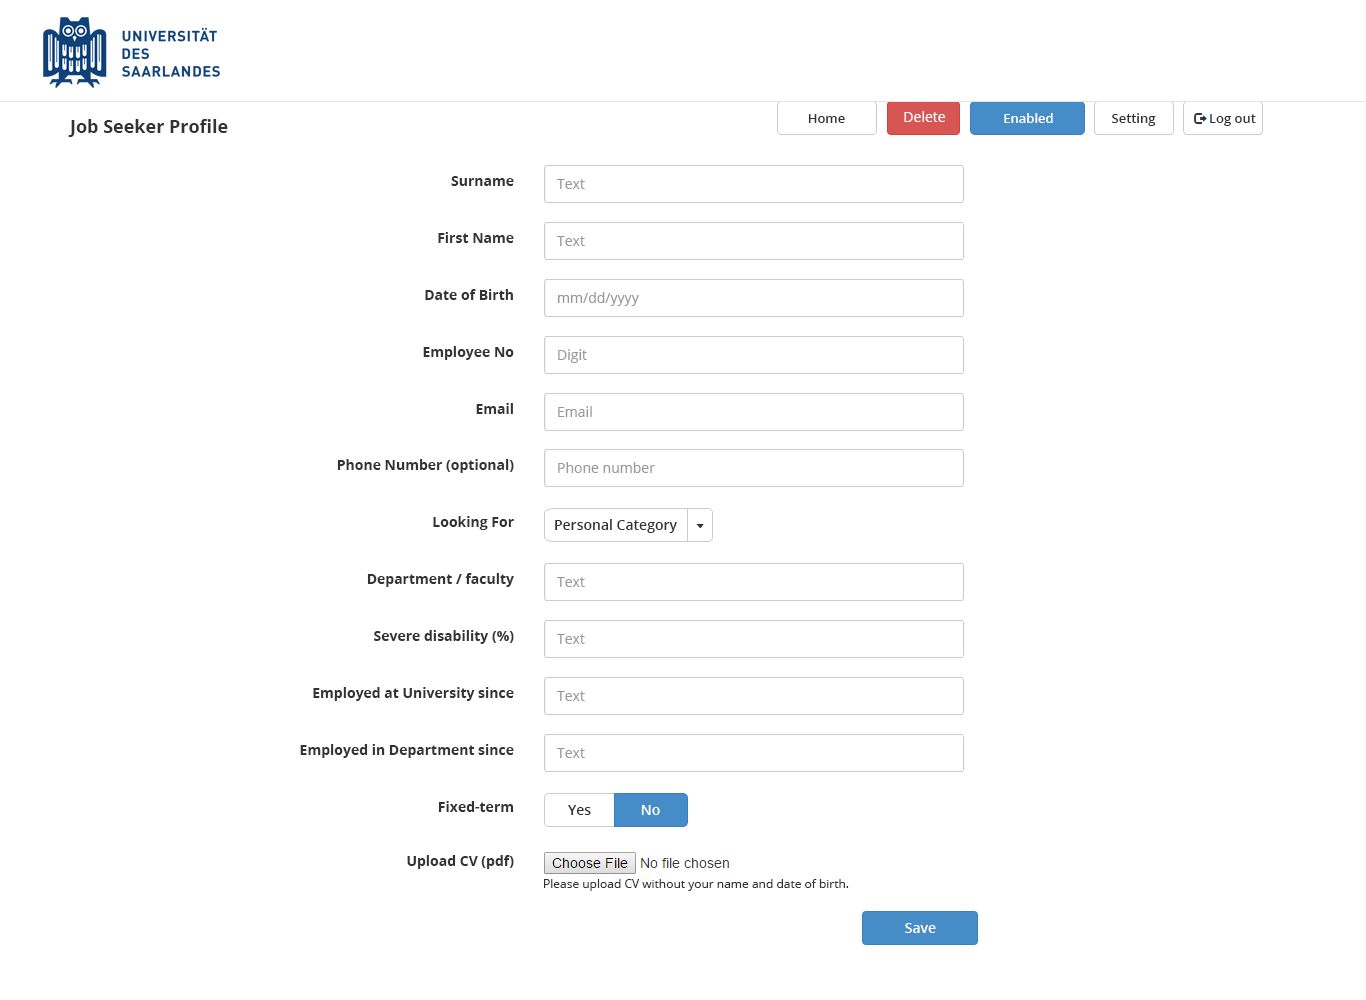 UNIVERSITÄT
DES
SAARLANDES
Job Seeker Profile
Home
Delete
Enabled
Setting
Log out
Surname
Text
First Name
Text
Date of Birth
mm/dd/yyyy
Employee No
Digit
Email
Email
Phone Number (optional)
Phone number
Looking For
Personal Category
Department / faculty
Text
Severe disability (%)
Text
Employed at University since
Text
Employed in Department since
Text
Fixed-term
Yes
No
Upload CV (pdf)
Choose File No file chosen
Please upload CV without your name and date of birth.
Save